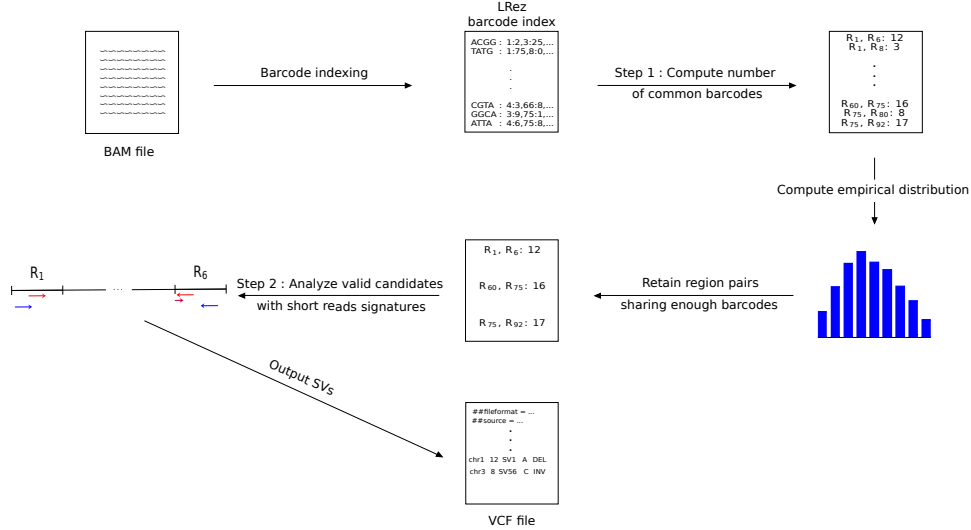 LRez
barcode index
ACGG : 1:2,3:25,...
TATG : 1:75,8:0,...
.
.
.
CGTA : 4:3,66:8,...
GGCA : 3:9,75:1,...
ATTA : 4:6,75:8,...
BAM file
Barcode indexing
Step 1 : Compute number
of common barcodes
R1, R6: 12
R1, R8: 3
.
.
.
R60, R75: 16
R75, R80: 8
R75, R92: 17
Compute empirical distribution
Retain region pairs
sharing enough barcodes
R1, R6: 12
R60, R75: 16
R75, R92: 17
Step 2 : Analyze valid candidates
with short reads signatures
R1
...
R6
Output SVs
##fileformat = ...
##source = ...
.
.
.
chr1 12 SV1 A DEL
chr3 8 SV56 C INV
VCF file